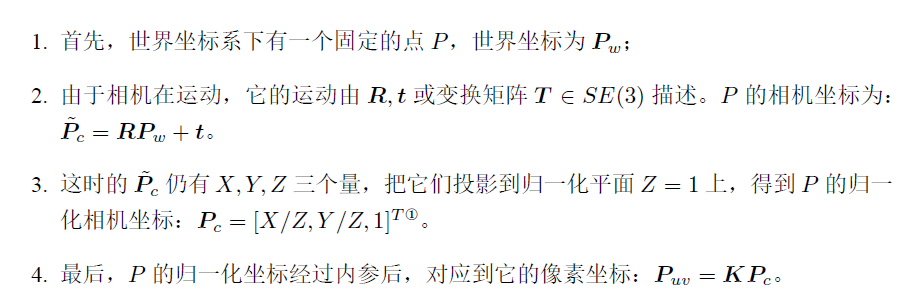 1. 首先，世界坐标系下有一个固定的点 P，世界坐标为 P_w；
2. 由于相机在运动，它的运动由 R, t 或变换矩阵 T ∈ SE(3) 描述。P 的相机坐标为：
P̃_c = RP_w + t。
3. 这时的 P̃_c 仍有 X, Y, Z 三个量，把它们投影到归一化平面 Z = 1 上，得到 P 的归一
化相机坐标：P_c = [X/Z, Y/Z, 1]^T①。
4. 最后，P 的归一化坐标经过内参后，对应到它的像素坐标：P_uv = KP_c。